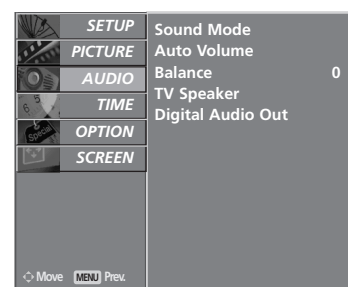 SETUP
PICTURE
AUDIO
TIME
OPTION
SCREEN
Sound Mode
Auto Volume
Balance 0
TV Speaker
Digital Audio Out
Special
Move MENU Prev.